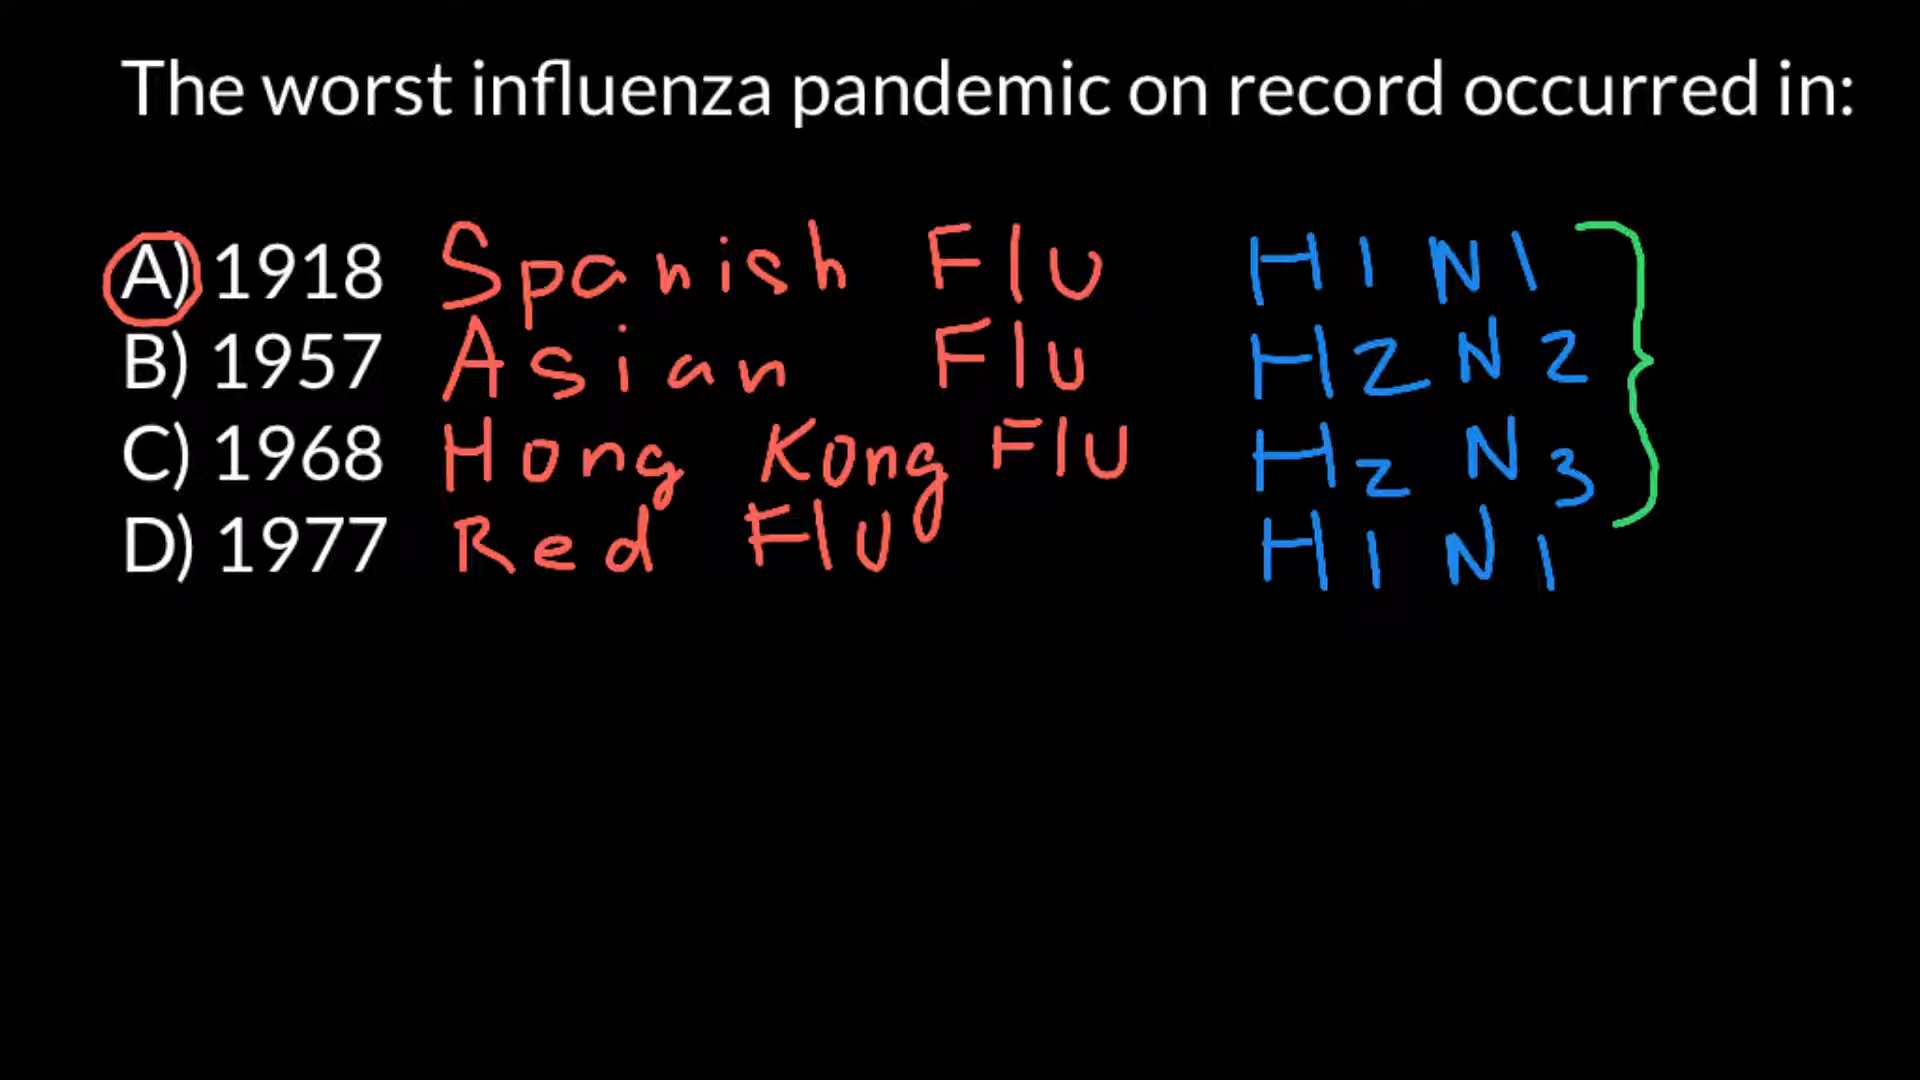 The worst influenza pandemic on record occurred in:
A) 1918 Spanish Flu H1N1
B) 1957 Asian Flu H2N2
C) 1968 Hong Kong Flu H2N3
D) 1977 Red Flu H1N1